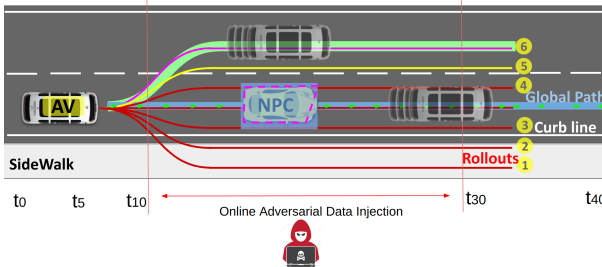 6
5
4
AV
NPC
Global Path
3
Curb line
2
SideWalk
Rollouts
1
t0
t5
t10
t30
t40
Online Adversarial Data Injection